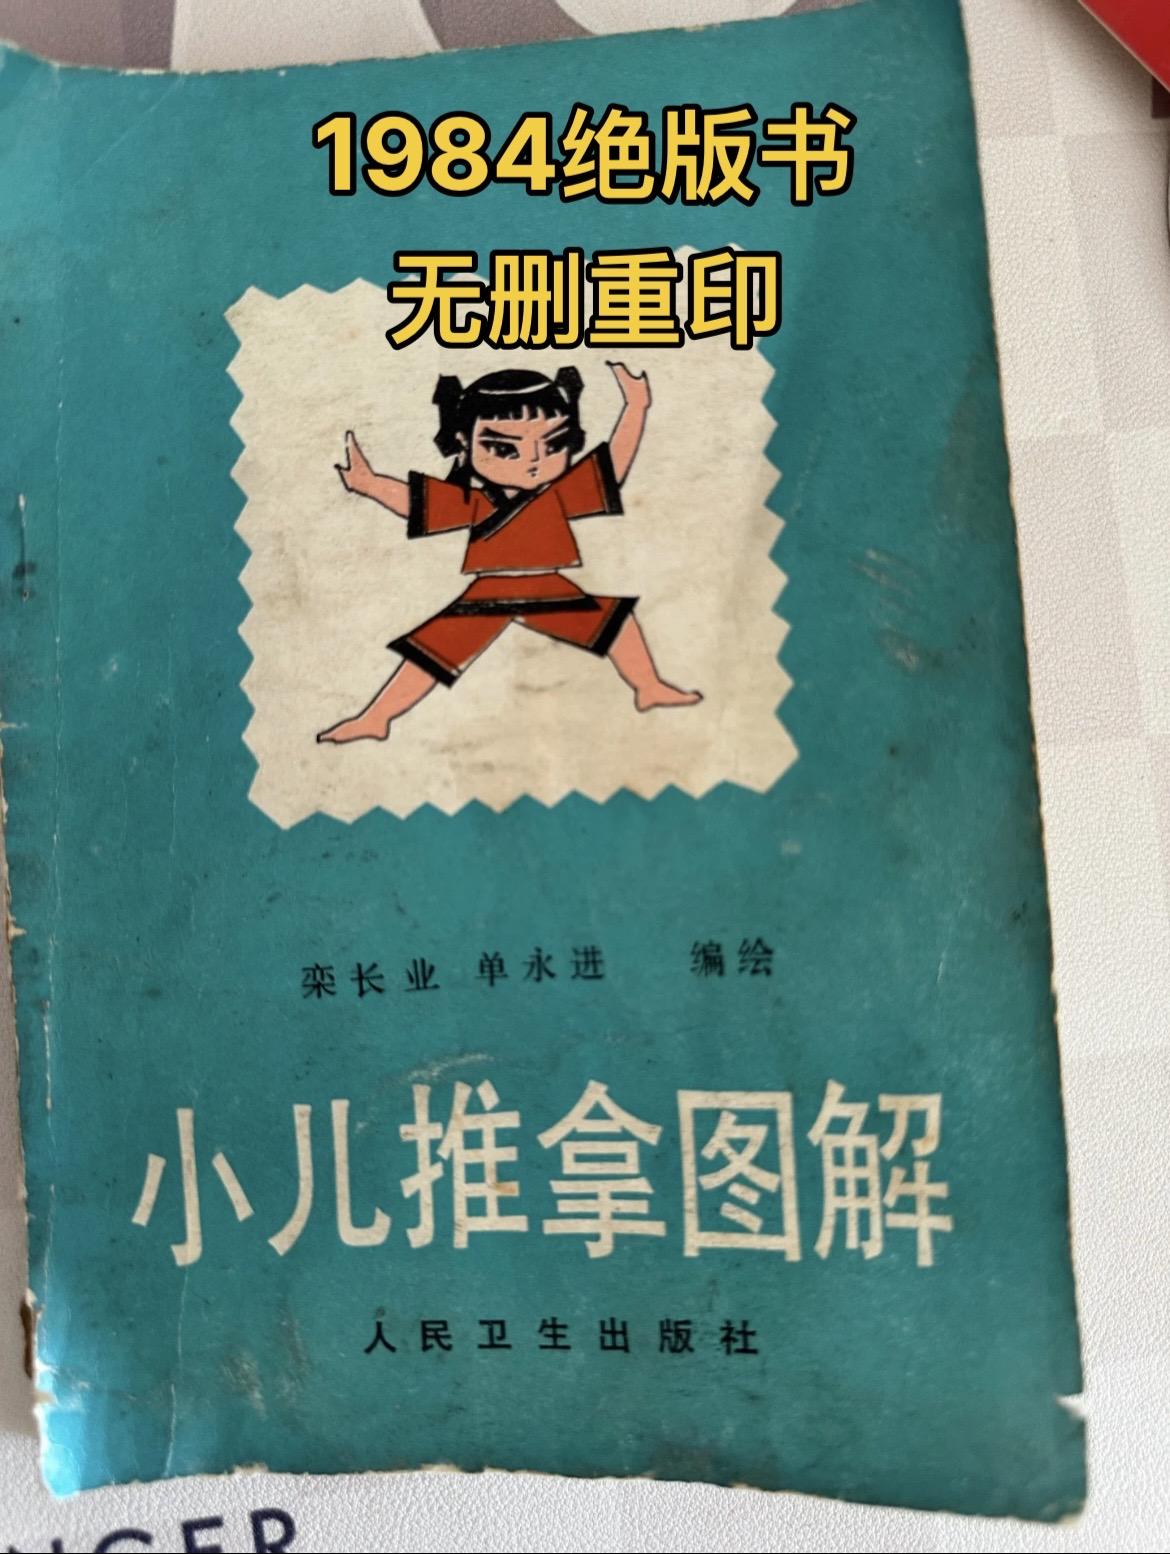 1984绝版书
无删重印
栾长业 单永进 编绘
小儿推拿图解
人民卫生出版社